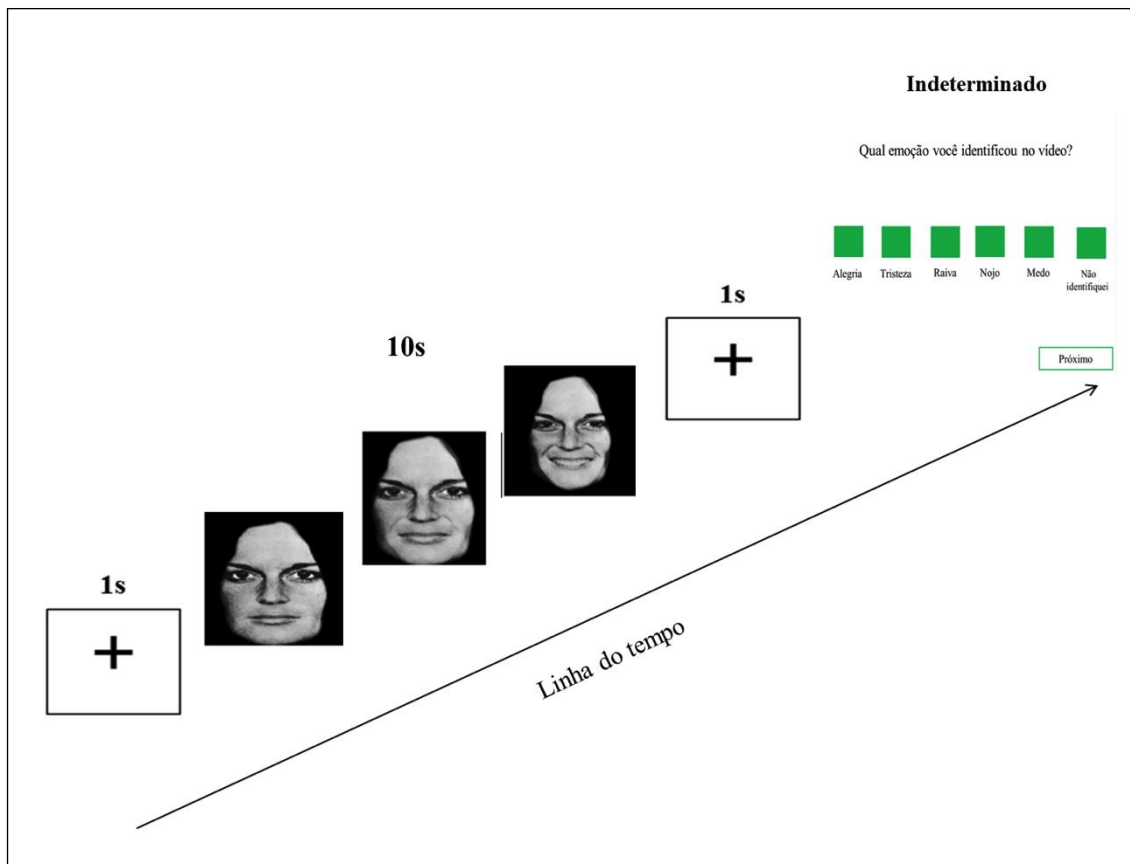 Indeterminado
Qual emoção você identificou no vídeo?
Alegria Tristeza Raiva Nojo Medo Não
identifiquei
1s
Próximo
10s
1s
Linha do tempo